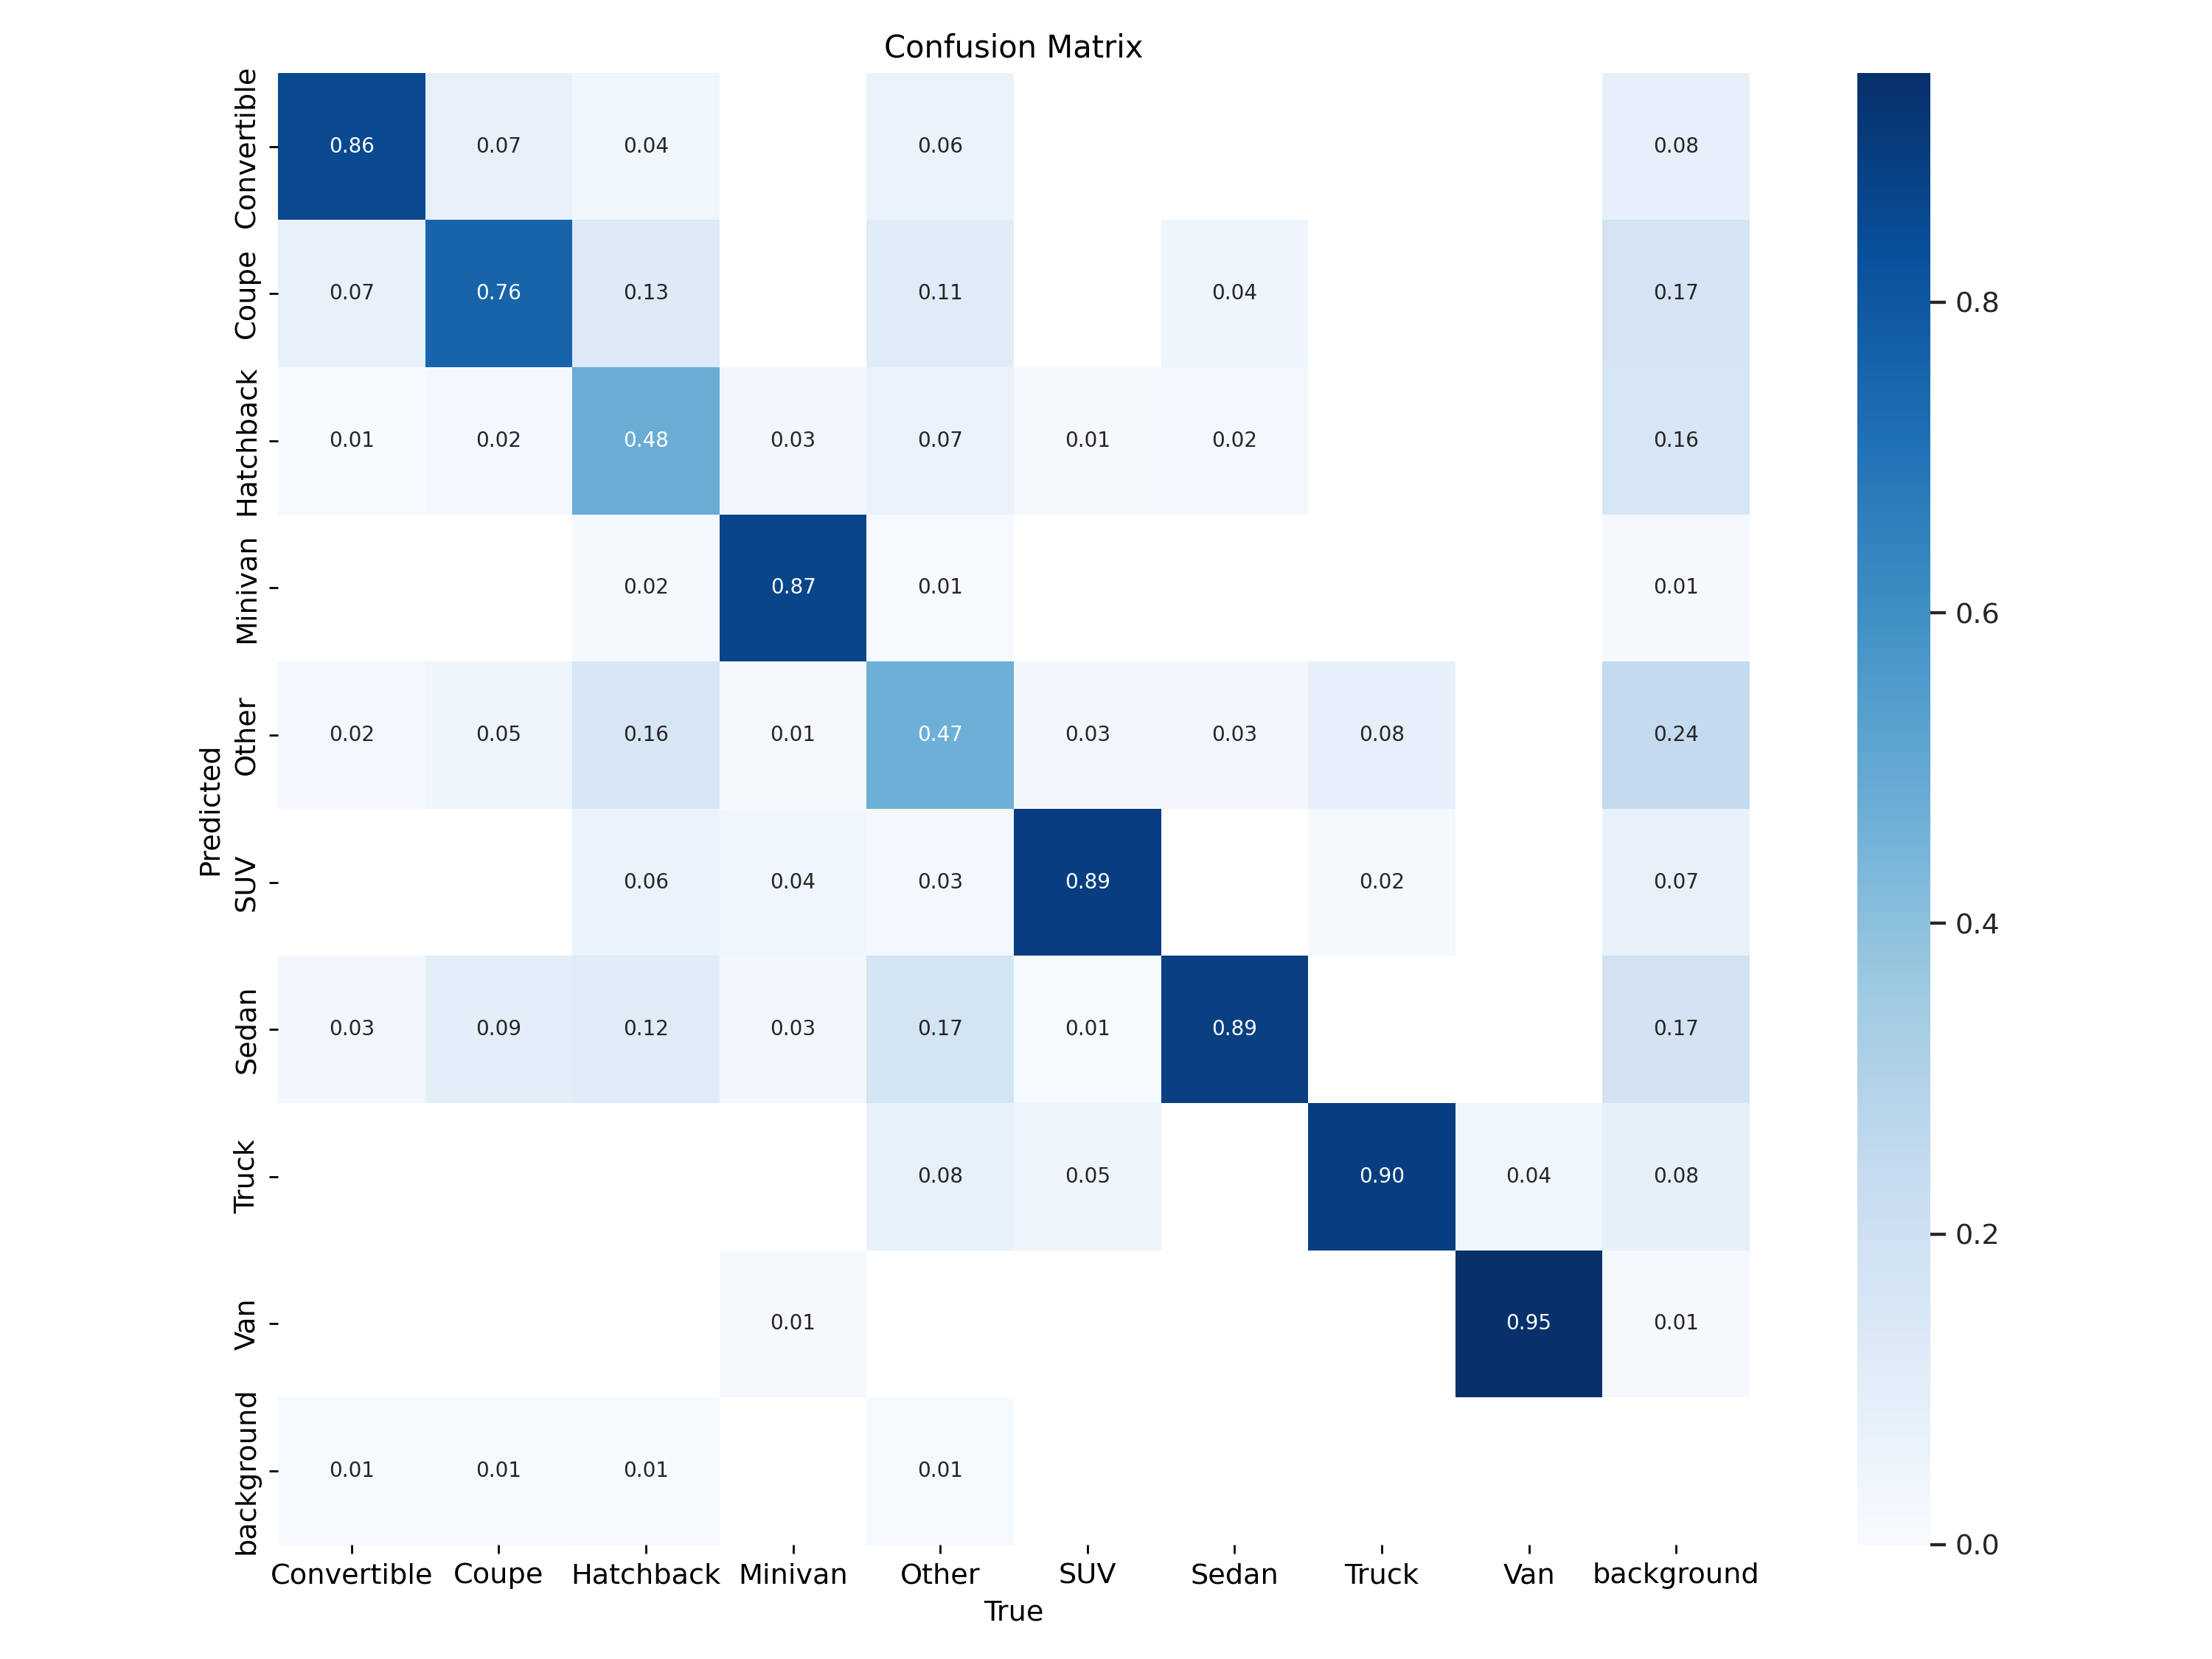 Confusion Matrix
Convertible 0.86 0.07 0.04 0.06 0.08
Coupe 0.07 0.76 0.13 0.11 0.04 0.17
Hatchback 0.01 0.02 0.48 0.03 0.07 0.01 0.02 0.16
Minivan 0.02 0.87 0.01 0.01
Other 0.02 0.05 0.16 0.01 0.47 0.03 0.03 0.08 0.24
SUV 0.06 0.04 0.03 0.89 0.02 0.07
Sedan 0.03 0.09 0.12 0.03 0.17 0.01 0.89 0.17
Truck 0.08 0.05 0.90 0.04 0.08
Van 0.01 0.95 0.01
background 0.01 0.01 0.01 0.01
Predicted
Convertible Coupe Hatchback Minivan Other SUV Sedan Truck Van background
True
0.8
0.6
0.4
0.2
0.0